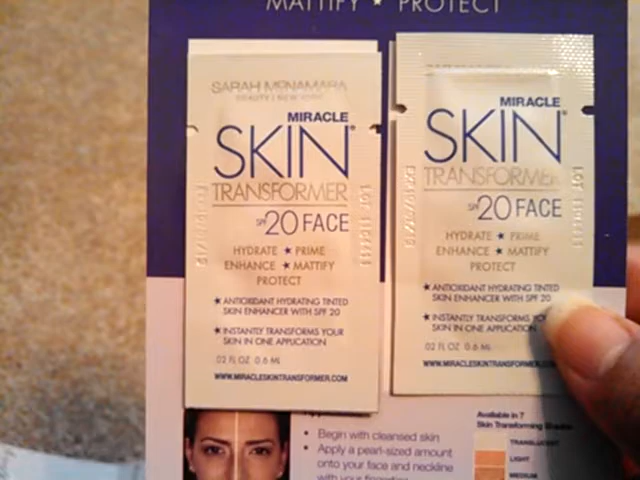 MATTIFY ★ PROTECT
SARAH MCNAMARA
BEAUTY | NEW YORK
MIRACLE
SKIN®
TRANSFORMER
SPF 20 FACE
HYDRATE ★ PRIME
ENHANCE ★ MATTIFY
PROTECT
★ ANTIOXIDANT HYDRATING TINTED
SKIN ENHANCER WITH SPF 20
★ INSTANTLY TRANSFORMS YOUR
SKIN IN ONE APPLICATION
.02 FL OZ 0.6 ML
WWW.MIRACLESKINTRANSFORMER.COM
MIRACLE
SKIN®
TRANSFORMER
SPF 20 FACE
HYDRATE ★ PRIME
ENHANCE ★ MATTIFY
PROTECT
★ ANTIOXIDANT HYDRATING TINTED
SKIN ENHANCER WITH SPF 20
★ INSTANTLY TRANSFORMS
SKIN IN ONE APPLICATION
.02 FL OZ 0.6 ML
• Begin with cleansed skin
• Apply a pearl-sized amount
onto your face and neckline
Available in 7
Skin Transforming Shades
TRANSLUCENT
LIGHT
MEDIUM